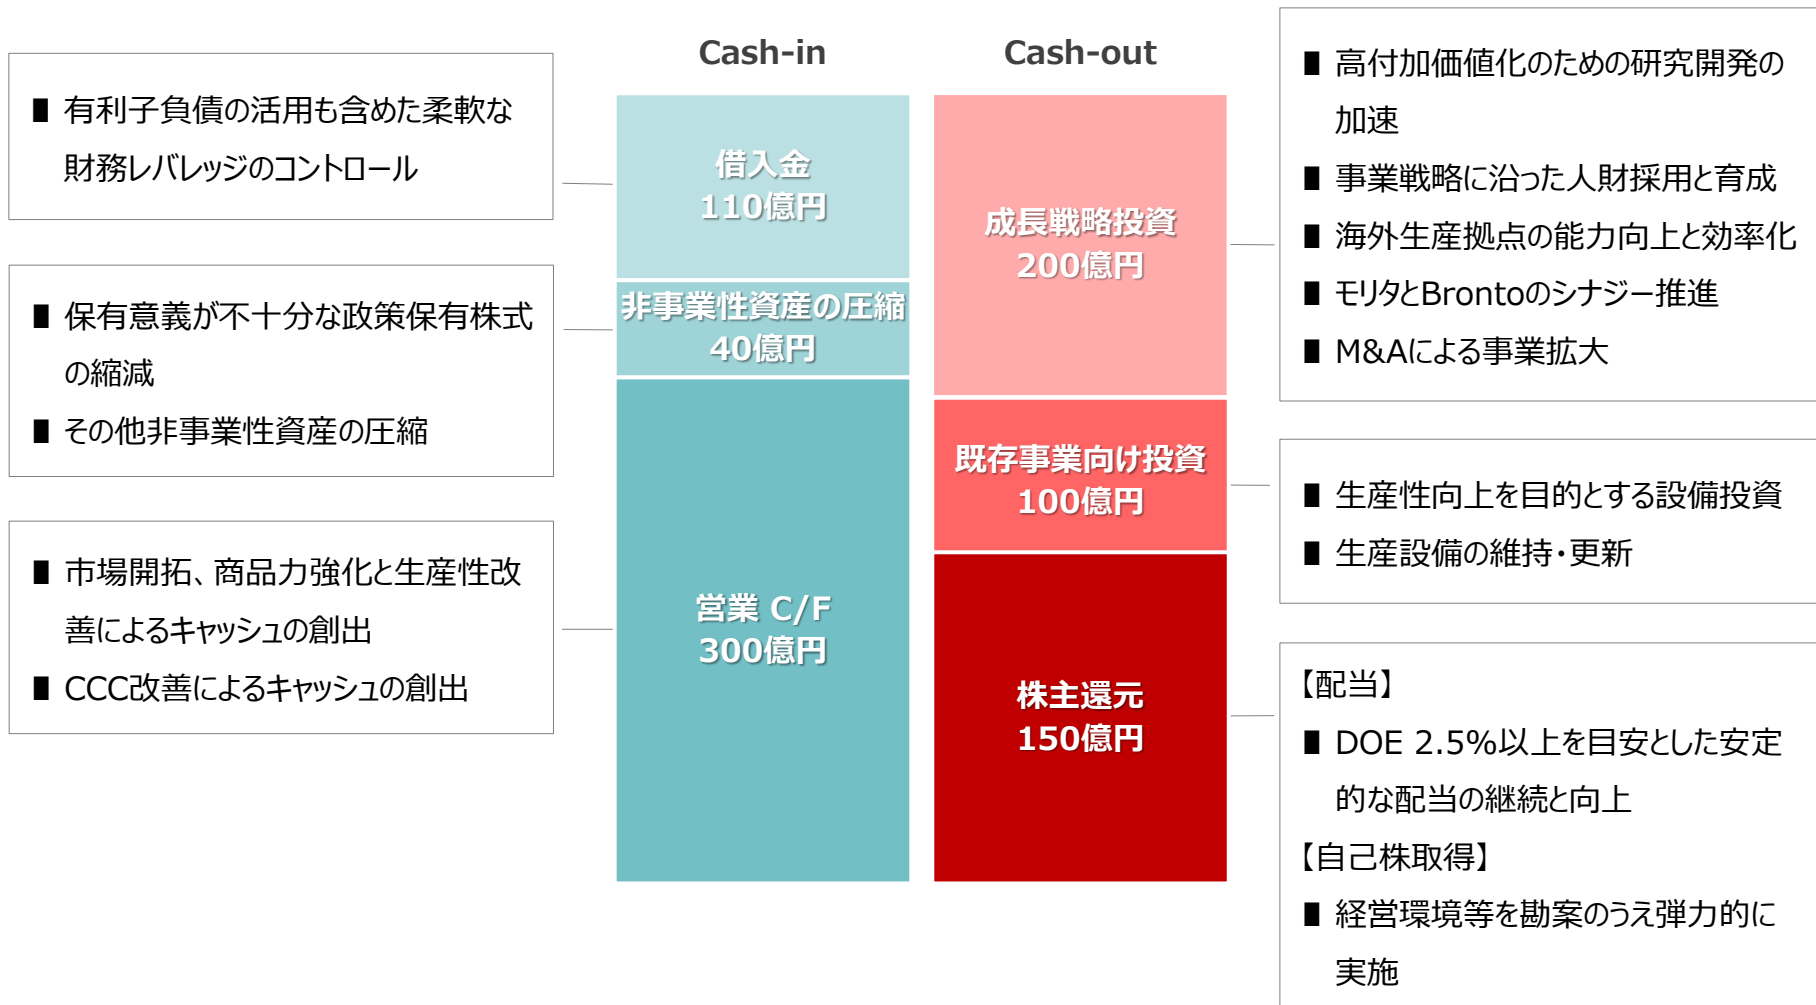 Cash-in
Cash-out
■ 有利子負債の活用も含めた柔軟な
財務レバレッジのコントロール
■ 保有意義が不十分な政策保有株式
の縮減
■ その他非事業性資産の圧縮
■ 市場開拓、商品力強化と生産性改
善によるキャッシュの創出
■ CCC改善によるキャッシュの創出
借入金
110億円
非事業性資産の圧縮
40億円
営業 C/F
300億円
成長戦略投資
200億円
既存事業向け投資
100億円
株主還元
150億円
■ 高付加価値化のための研究開発の
加速
■ 事業戦略に沿った人財採用と育成
■ 海外生産拠点の能力向上と効率化
■ モリタとBrontoのシナジー推進
■ M&Aによる事業拡大
■ 生産性向上を目的とする設備投資
■ 生産設備の維持・更新
【配当】
■ DOE 2.5%以上を目安とした安定
的な配当の継続と向上
【自己株取得】
■ 経営環境等を勘案のうえ弾力的に
実施